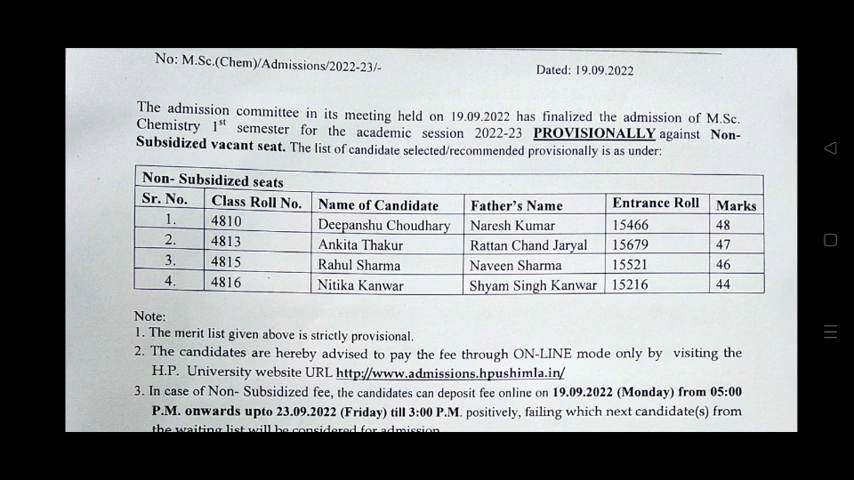 No: M.Sc.(Chem)/Admissions/2022-23/-
Dated: 19.09.2022
The admission committee in its meeting held on 19.09.2022 has finalized the admission of M.Sc.
Chemistry 1st semester for the academic session 2022-23 PROVISIONALLY against Non-
Subsidized vacant seat. The list of candidate selected/recommended provisionally is as under:
Non- Subsidized seats
Sr. No. Class Roll No. Name of Candidate Father's Name Entrance Roll Marks
1. 4810 Deepanshu Choudhary Naresh Kumar 15466 48
2. 4813 Ankita Thakur Rattan Chand Jaryal 15679 47
3. 4815 Rahul Sharma Naveen Sharma 15521 46
4. 4816 Nitika Kanwar Shyam Singh Kanwar 15216 44
Note:
1. The merit list given above is strictly provisional.
2. The candidates are hereby advised to pay the fee through ON-LINE mode only by visiting the
H.P. University website URL http://www.admissions.hpushimla.in/
3. In case of Non- Subsidized fee, the candidates can deposit fee online on 19.09.2022 (Monday) from 05:00
P.M. onwards upto 23.09.2022 (Friday) till 3:00 P.M. positively, failing which next candidate(s) from
the waiting list will be considered for admission